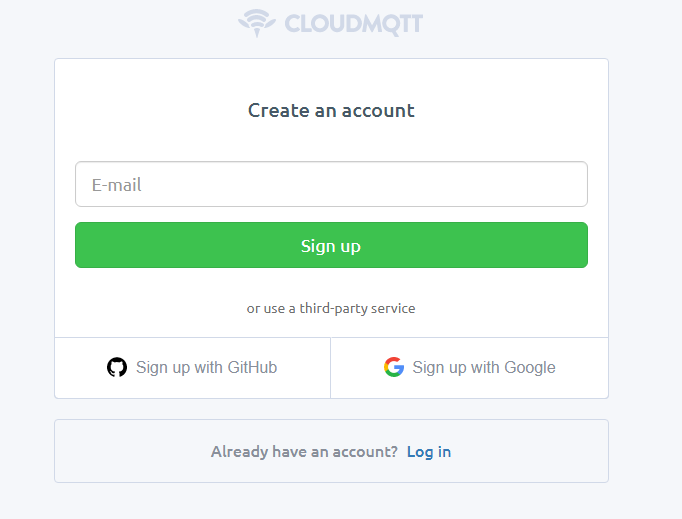 CLOUDMQTT
Create an account
E-mail
Sign up
or use a third-party service
Sign up with GitHub
Sign up with Google
Already have an account? Log in